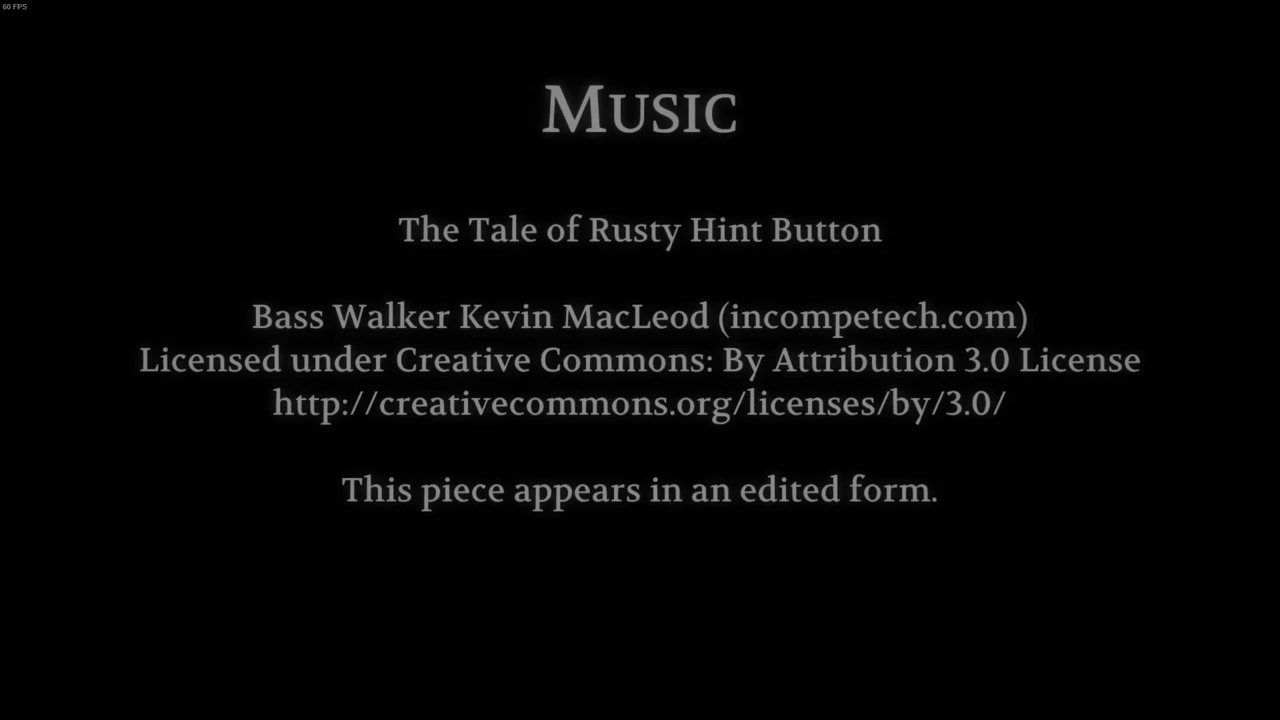 60 FPS
Music
The Tale of Rusty Hint Button
Bass Walker Kevin MacLeod (incompetech.com)
Licensed under Creative Commons: By Attribution 3.0 License
http://creativecommons.org/licenses/by/3.0/
This piece appears in an edited form.